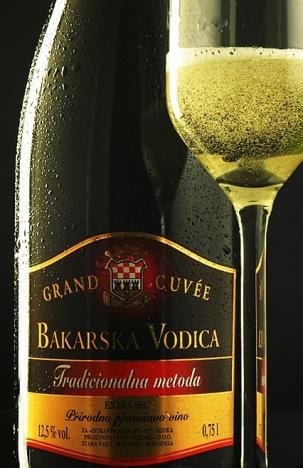 GRAND CUVÉE
BAKARSKA VODICA
Tradicionalna metoda
EXTRA SEC
Prirodno pjenušavo vino
12,5 % vol.
0,75 l